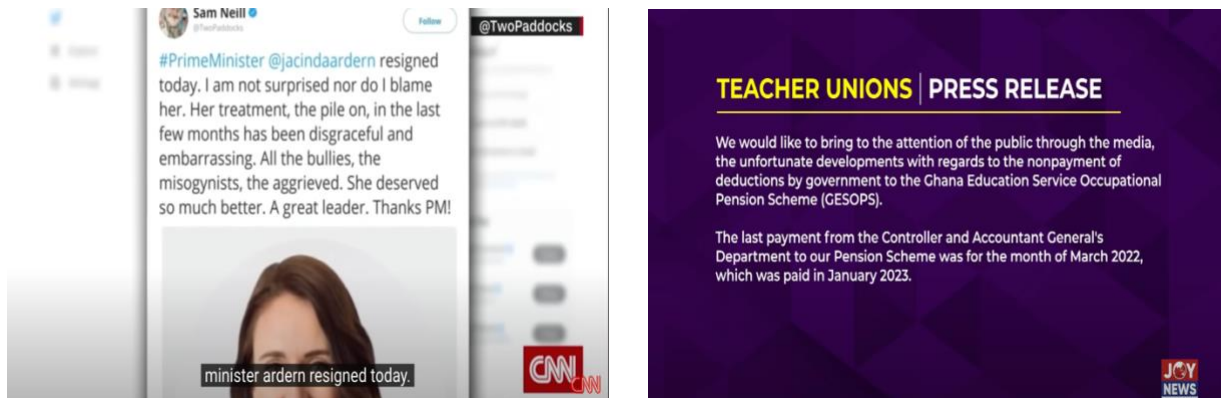 Sam Neill
@TwoPaddocks
Follow
@TwoPaddocks
#PrimeMinister @jacindaardern resigned
today. I am not surprised nor do I blame
her. Her treatment, the pile on, in the last
few months has been disgraceful and
embarrassing. All the bullies, the
misogynists, the aggrieved. She deserved
so much better. A great leader. Thanks PM!
minister ardern resigned today.
CNN
CNN
TEACHER UNIONS | PRESS RELEASE
We would like to bring to the attention of the public through the media,
the unfortunate developments with regards to the nonpayment of
deductions by government to the Ghana Education Service Occupational
Pension Scheme (GESOPS).
The last payment from the Controller and Accountant General's
Department to our Pension Scheme was for the month of March 2022,
which was paid in January 2023.
JOY
NEWS